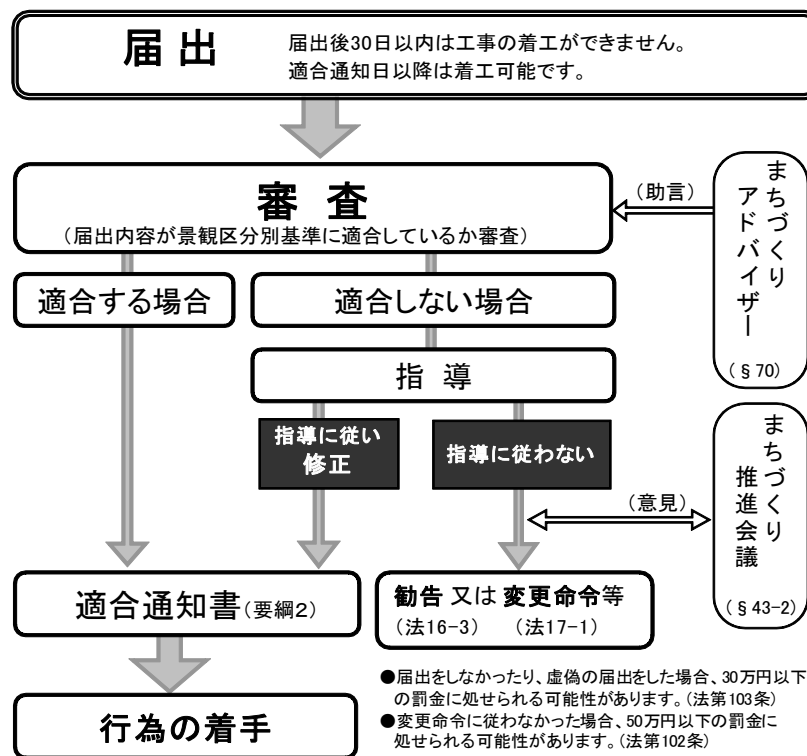 届出
届出後30日以内は工事の着工ができません。
適合通知日以降は着工可能です。
審査
(届出内容が景観区分別基準に適合しているか審査)
(助言)
まちづくり
アドバイザー
(§70)
適合する場合
適合しない場合
指導
指導に従い
修正
指導に従わない
(意見)
まちづくり
推進会議
(§43-2)
適合通知書(要綱2)
勧告 又は 変更命令等
(法16-3) (法17-1)
行為の着手
●届出をしなかったり、虚偽の届出をした場合、30万円以下
の罰金に処せられる可能性があります。(法第103条)
●変更命令に従わなかった場合、50万円以下の罰金に
処せられる可能性があります。(法第102条)